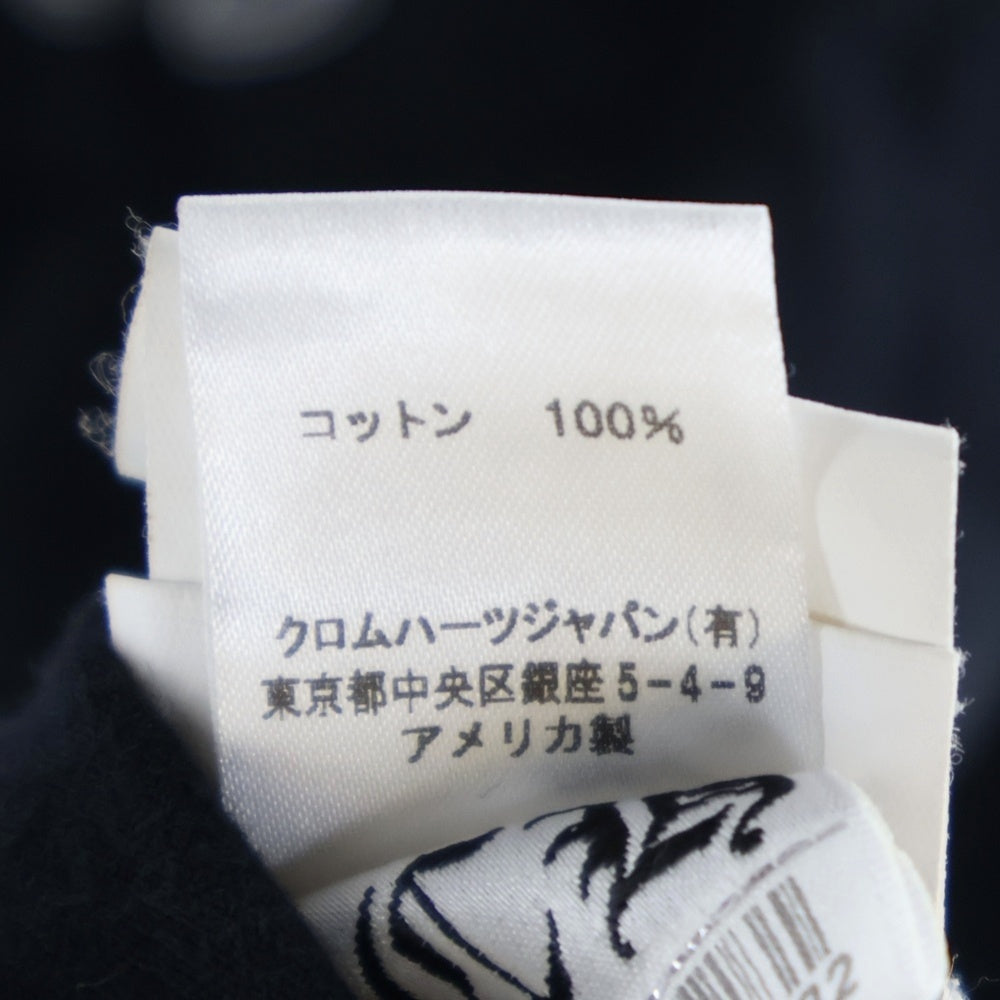 コットン 100%
クロムハーツジャパン(有)
東京都中央区銀座5-4-9
アメリカ製